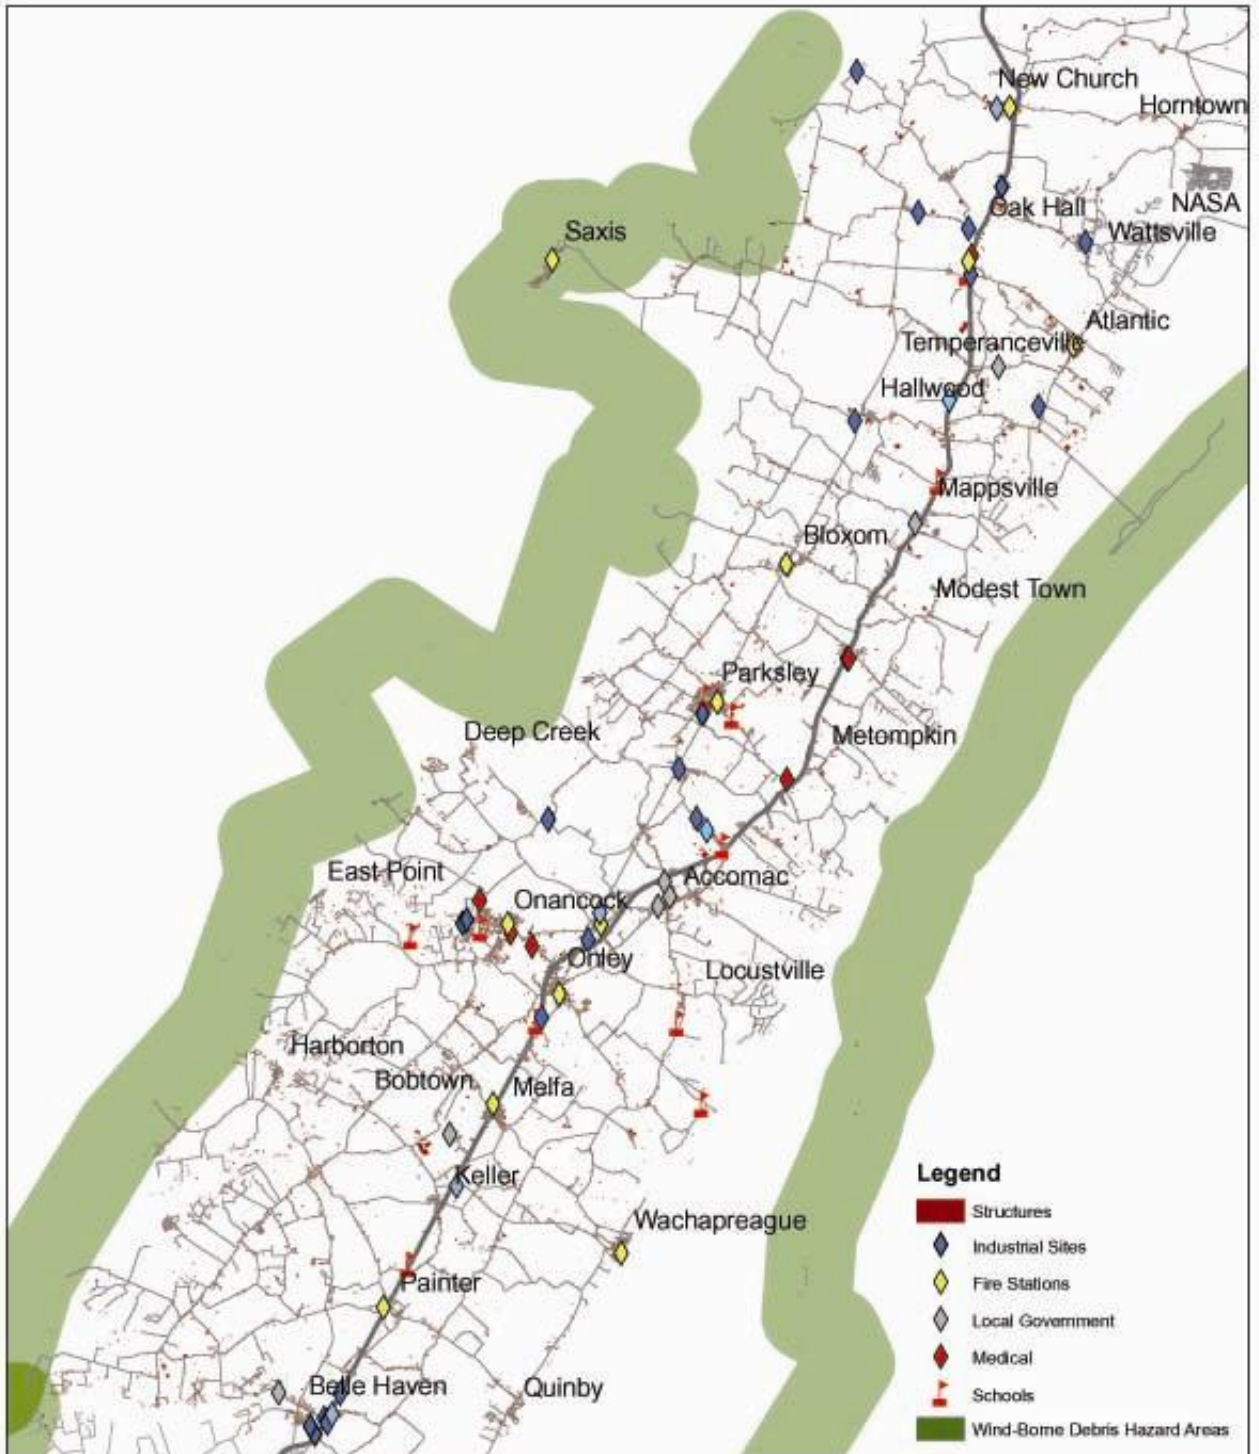 New Church
Horntown
NASA
Oak Hall
Wattsville
Saxis
Atlantic
Temperanceville
Hallwood
Mappsville
Bloxom
Modest Town
Parksley
Deep Creek
Metompkin
East Point
Accomac
Onancock
Onley
Locustville
Harborton
Bobtown
Melfa
Keller
Wachapreague
Painter
Belle Haven
Quinby
Legend
Structures
Industrial Sites
Fire Stations
Local Government
Medical
Schools
Wind-Borne Debris Hazard Areas